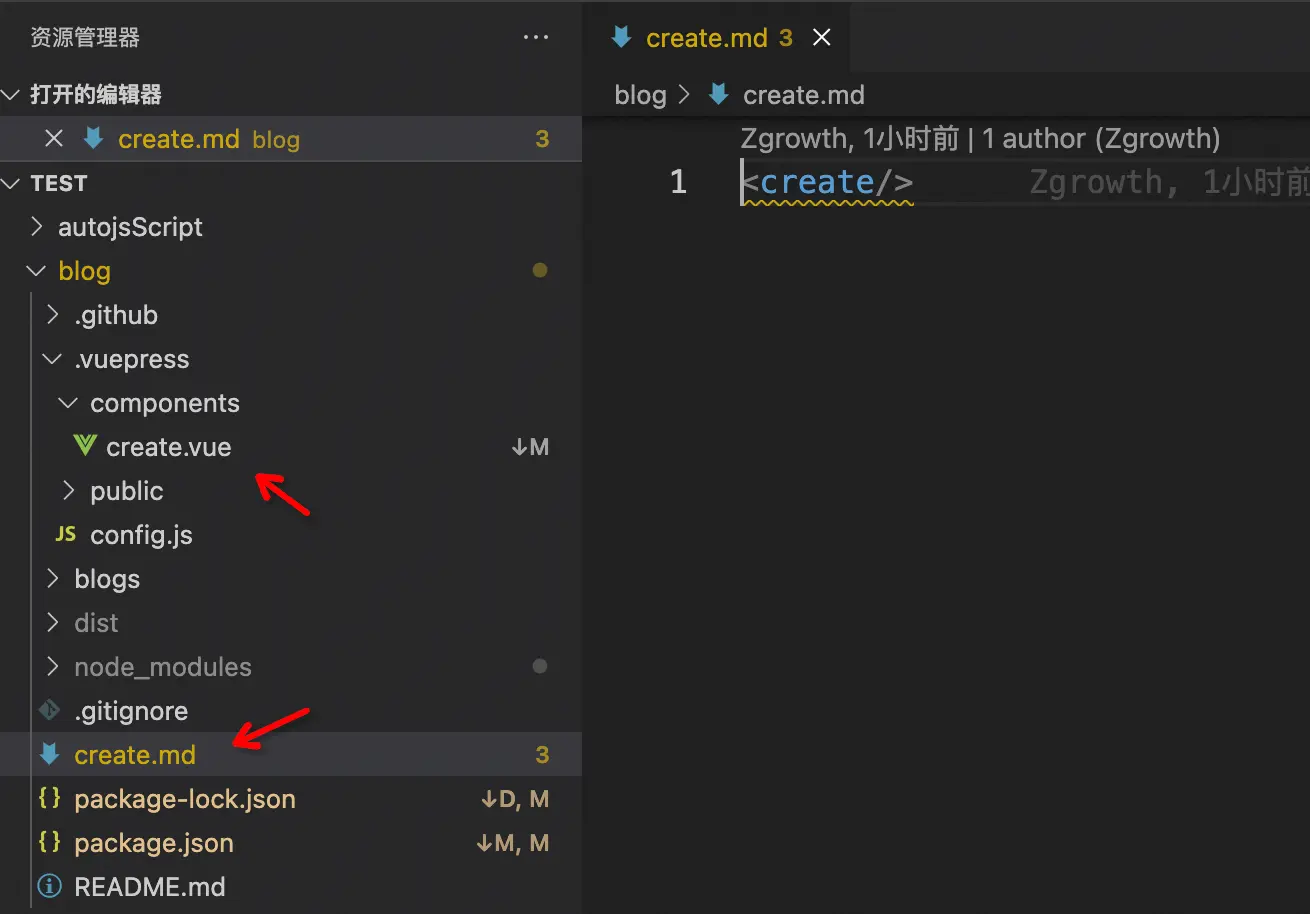 资源管理器 ···
打开的编辑器
create.md blog 3
TEST
autojsScript
blog
.github
.vuepress
components
create.vue ↓M
public
JS config.js
blogs
dist
node_modules
.gitignore
create.md 3
{} package-lock.json ↓D, M
{} package.json ↓M, M
README.md
create.md 3
blog > create.md
Zgrowth, 1小时前 | 1 author (Zgrowth)
1 <create/> Zgrowth, 1小时前